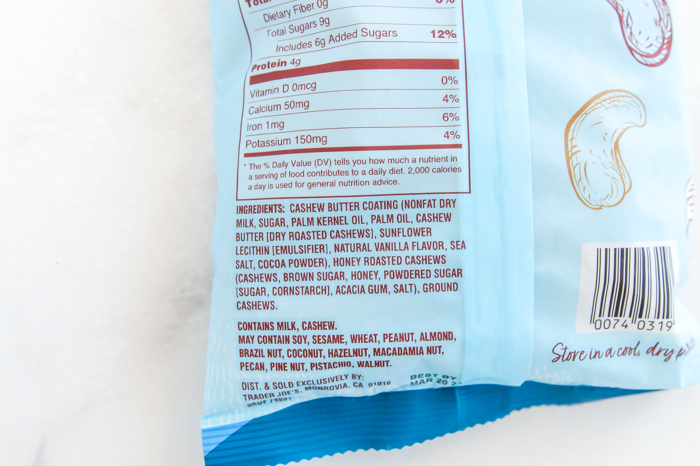 Dietary Fiber 0g
Total Sugars 9g
Includes 6g Added Sugars 12%
Protein 4g
Vitamin D 0mcg 0%
Calcium 50mg 4%
Iron 1mg 6%
Potassium 150mg 4%
* The % Daily Value (DV) tells you how much a nutrient in
a serving of food contributes to a daily diet. 2,000 calories
a day is used for general nutrition advice.
INGREDIENTS: CASHEW BUTTER COATING (NONFAT DRY
MILK, SUGAR, PALM KERNEL OIL, PALM OIL, CASHEW
BUTTER [DRY ROASTED CASHEWS], SUNFLOWER
LECITHIN [EMULSIFIER], NATURAL VANILLA FLAVOR, SEA
SALT, COCOA POWDER), HONEY ROASTED CASHEWS
(CASHEWS, BROWN SUGAR, HONEY, POWDERED SUGAR
[SUGAR, CORNSTARCH], ACACIA GUM, SALT), GROUND
CASHEWS.
CONTAINS MILK, CASHEW.
MAY CONTAIN SOY, SESAME, WHEAT, PEANUT, ALMOND,
BRAZIL NUT, COCONUT, HAZELNUT, MACADAMIA NUT,
PECAN, PINE NUT, PISTACHIO, WALNUT.
DIST. & SOLD EXCLUSIVELY BY:
TRADER JOE'S, MONROVIA, CA 91016
BEST BY
MAR 20
0074 0319
Store in a cool, dry